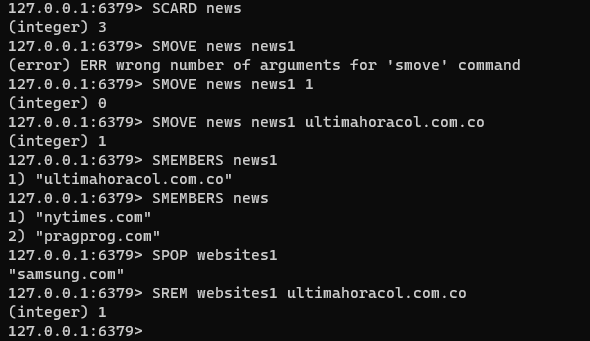 127.0.0.1:6379> SCARD news
(integer) 3
127.0.0.1:6379> SMOVE news news1
(error) ERR wrong number of arguments for 'smove' command
127.0.0.1:6379> SMOVE news news1 1
(integer) 0
127.0.0.1:6379> SMOVE news news1 ultimahoracol.com.co
(integer) 1
127.0.0.1:6379> SMEMBERS news1
1) "ultimahoracol.com.co"
127.0.0.1:6379> SMEMBERS news
1) "nytimes.com"
2) "pragprog.com"
127.0.0.1:6379> SPOP websites1
"samsung.com"
127.0.0.1:6379> SREM websites1 ultimahoracol.com.co
(integer) 1
127.0.0.1:6379>